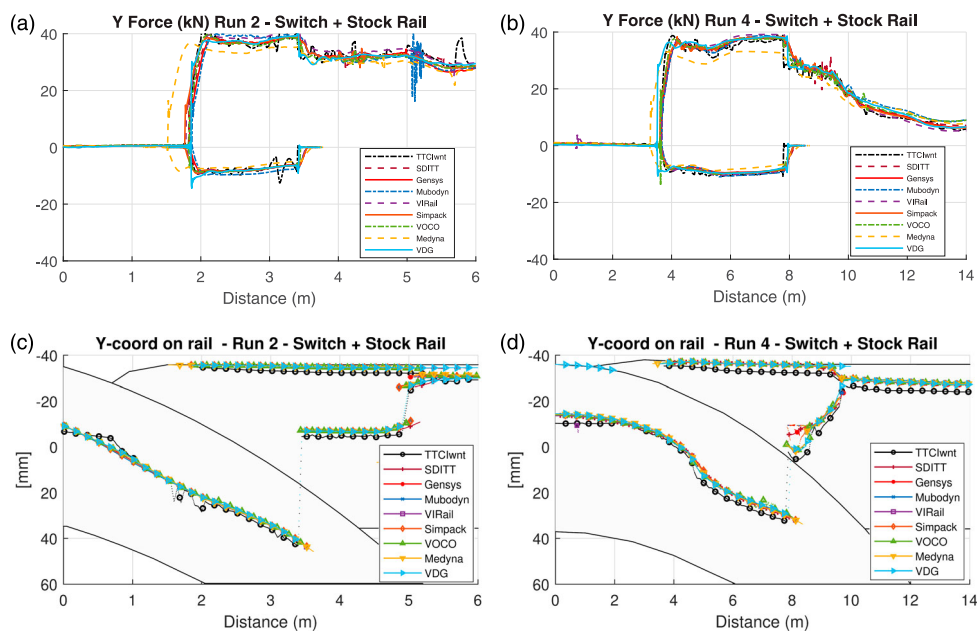 (a)
Y Force (kN) Run 2 - Switch + Stock Rail
40
20
0
-20
-40
0
1
2
3
4
5
6
Distance (m)
TTCIwnt
SDITT
Gensys
Mubodyn
VIRail
Simpack
VOCO
Medyna
VDG
(b)
Y Force (kN) Run 4 - Switch + Stock Rail
40
20
0
-20
-40
0
2
4
6
8
10
12
14
Distance (m)
TTCIwnt
SDITT
Gensys
Mubodyn
VIRail
Simpack
VOCO
Medyna
VDG
(c)
Y-coord on rail - Run 2 - Switch + Stock Rail
-40
-20
0
20
40
60
[mm]
0
1
2
3
4
5
6
Distance (m)
TTCIwnt
SDITT
Gensys
Mubodyn
VIRail
Simpack
VOCO
Medyna
VDG
(d)
Y-coord on rail - Run 4 - Switch + Stock Rail
-40
-20
0
20
40
60
[mm]
0
2
4
6
8
10
12
14
Distance (m)
TTCIwnt
SDITT
Gensys
Mubodyn
VIRail
Simpack
VOCO
Medyna
VDG